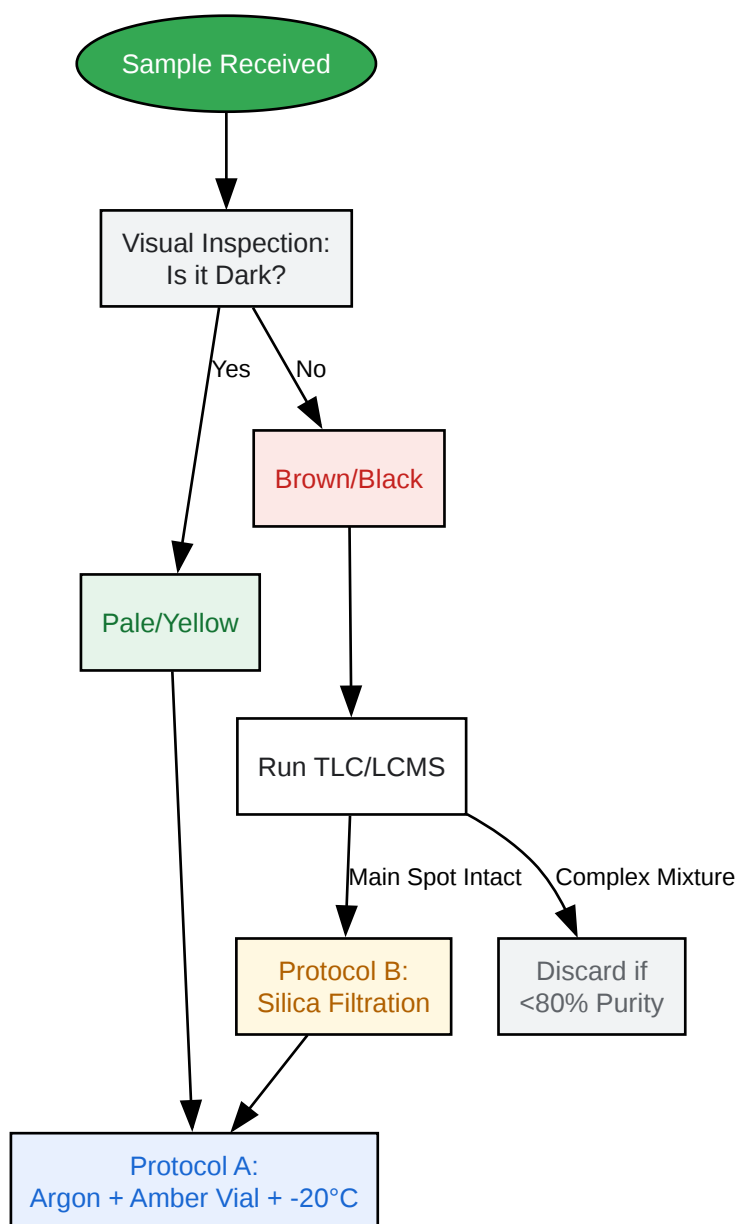 Sample Received
Visual Inspection:
Is it Dark?
Yes
No
Brown/Black
Pale/Yellow
Run TLC/LCMS
Main Spot Intact
Complex Mixture
Protocol B:
Silica Filtration
Discard if
<80% Purity
Protocol A:
Argon + Amber Vial + -20°C